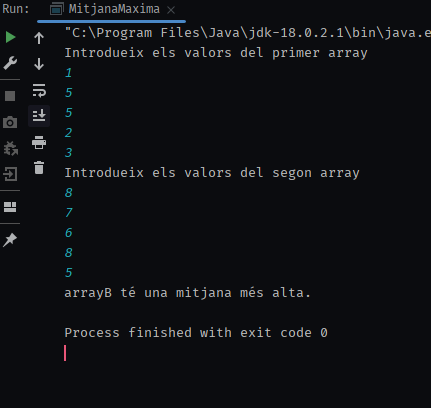 Run: MitjanaMaxima ×
"C:\Program Files\Java\jdk-18.0.2.1\bin\java.e
Introdueix els valors del primer array
1
5
5
2
3
Introdueix els valors del segon array
8
7
6
8
5
arrayB té una mitjana més alta.
Process finished with exit code 0